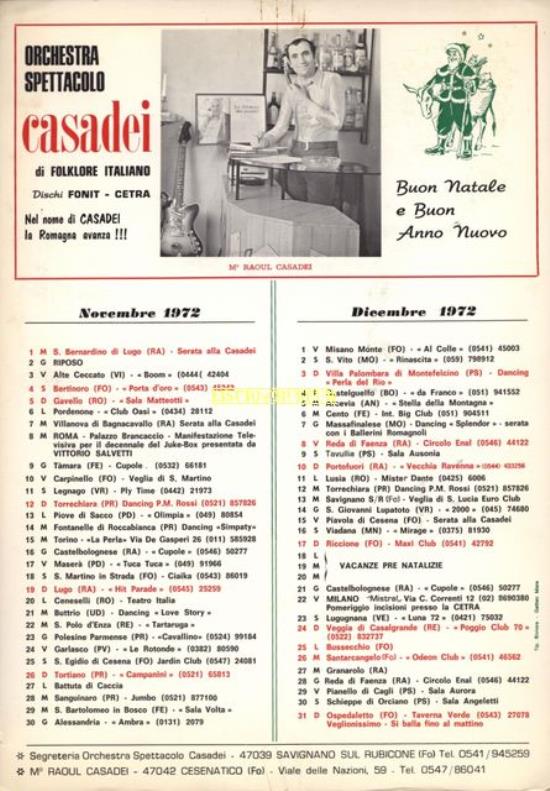 ORCHESTRA
SPETTACOLO
casadei
di FOLKLORE ITALIANO
Dischi FONIT - CETRA
Nel nome di CASADEI
la Romagna avanza !!!
Buon Natale
e Buon
Anno Nuovo
M° RAOUL CASADEI
Novembre 1972
1 M S. Bernardino di Lugo (RA) - Serata alla Casadei
2 G RIPOSO
3 V Alte Ceccato (VI) - « Boom » (0444( 42404
4 S Bertinoro (FO) - « Porta d'oro » (0543)
5 D Gavello (RO) - « Sala Matteotti »
6 L Pordenone - « Club Oasi » (0434) 28112
7 M Villanova di Bagnacavallo (RA) Serata alla Casadei
8 M ROMA - Palazzo Brancaccio - Manifestazione Tele-
visiva per il decennale del Juke-Box presentata da
VITTORIO SALVETTI
9 G Tàmara (FE) - Cupole . (0532) 66181
10 V Carpinello (FO) - Veglia di S. Martino
11 S Legnago (VR) - Ply Time (0442) 21973
12 D Torrechiara (PR) Dancing P.M. Rossi (0521) 857826
13 L Piove di Sacco (PD) - « Olimpia » (049) 80854
14 M Fontanelle di Roccabianca (PR) Dancing «Simpaty»
15 M Torino - «La Perla» Via De Gasperi 26 (011) 585928
16 G Castelbolognese (RA) - «Cupole» (0546) 50277
17 V Maserà (PD) - «Tuca Tuca» (049) 91966
18 S S. Martino in Strada (FO) - Ciaika (0543) 86019
19 D Lugo (RA) - «Hit Parade» (0545) 25259
20 L Ceneselli (RO) - Teatro Italia
21 M Buttrio (UD) - Dancing «Love Story»
22 M S. Polo d'Enza (RE) - «Tartaruga»
23 G Polesine Parmense (PR) - «Cavallino» (0524) 99184
24 V Garlasco (PV) - «Le Rotonde» (0382) 80590
25 S S. Egidio di Cesena (FO) Jardin Club (0547) 24081
26 D Tortiano (PR) - «Campanini» (0521) 65813
27 L Battuta di Caccia
28 M Sanguinaro (PR) - Jumbo (0521) 877100
29 M S. Bartolomeo in Bosco (FE) - «Sala Volta»
30 G Alessandria - «Ambra» (0131) 2079
Dicembre 1972
1 V Misano Monte (FO) - «Al Colle» (0541) 45003
2 S S. Vito (MO) - «Rinascita» (059) 798912
3 D Villa Palombara di Montefelcino (PS) - Dancing
«Perla del Rio»
4 Castelguelfo (BO) - «da Franco» (051) 941552
5 M Arcevia (AN) - «Stella della Montagna»
6 M Cento (FE) - Int. Big Club (051) 904511
7 G Massafinalese (MO) - Dancing «Splendor» - serata
con i Ballerini Romagnoli
8 V Reda di Faenza (RA) - Circolo Enal (0546) 44122
9 S Tavullia (PS) - Sala Ausonia
10 D Portofuori (RA) - «Vecchia Ravenna» (0544) 423256
11 L Lusia (RO) - Mister Dante (0425) 6006
12 M Torrechiara (PR) Dancing P.M. Rossi (0521) 857826
13 M Savignano S/R (Fo) - Veglia di S. Lucia Euro Club
14 G S. Giovanni Lupatoto (VR) - «2000» (045) 74680
15 V Piavola di Cesena (FO) - Serata alla Casadei
16 S Viadana (MN) - «Mirage» (0375) 81930
17 D Riccione (FO) - Maxi Club (0541) 42792
18 L
19 M VACANZE PRE NATALIZIE
20 M
21 G Castelbolognese (RA) - «Cupole» (0546) 50277
22 V MILANO "Mistral, Via C. Correnti 12 (02) 8690380
Pomeriggio incisioni presso la CETRA
23 S Lugugnana (VE) - «Luna 72» (0421) 75032
24 D Veggia di Casalgrande (RE) - «Poggio Club 70»
(0522) 832737
25 L Bussecchio (FO)
26 M Santarcangelo (Fo) - «Odeon Club» (0541) 46562
27 M Granarolo (RA)
28 G Reda di Faenza (RA) - Circolo Enal (0546) 44122
29 V Pianello di Cagli (PS) - Sala Aurora
30 S Schieppe di Orciano (PS) - Sala Angeletti
31 D Ospedaletto (FO) - Taverna Verde (0543) 27078
Veglionissimo - Si balla fino al mattino
☆ Segreteria Orchestra Spettacolo Casadei - 47039 SAVIGNANO SUL RUBICONE (Fo) Tel. 0541/945259
☆ M° RAOUL CASADEI - 47042 CESENATICO (Fo) - Viale delle Nazioni, 59 - Tel. 0547/86041